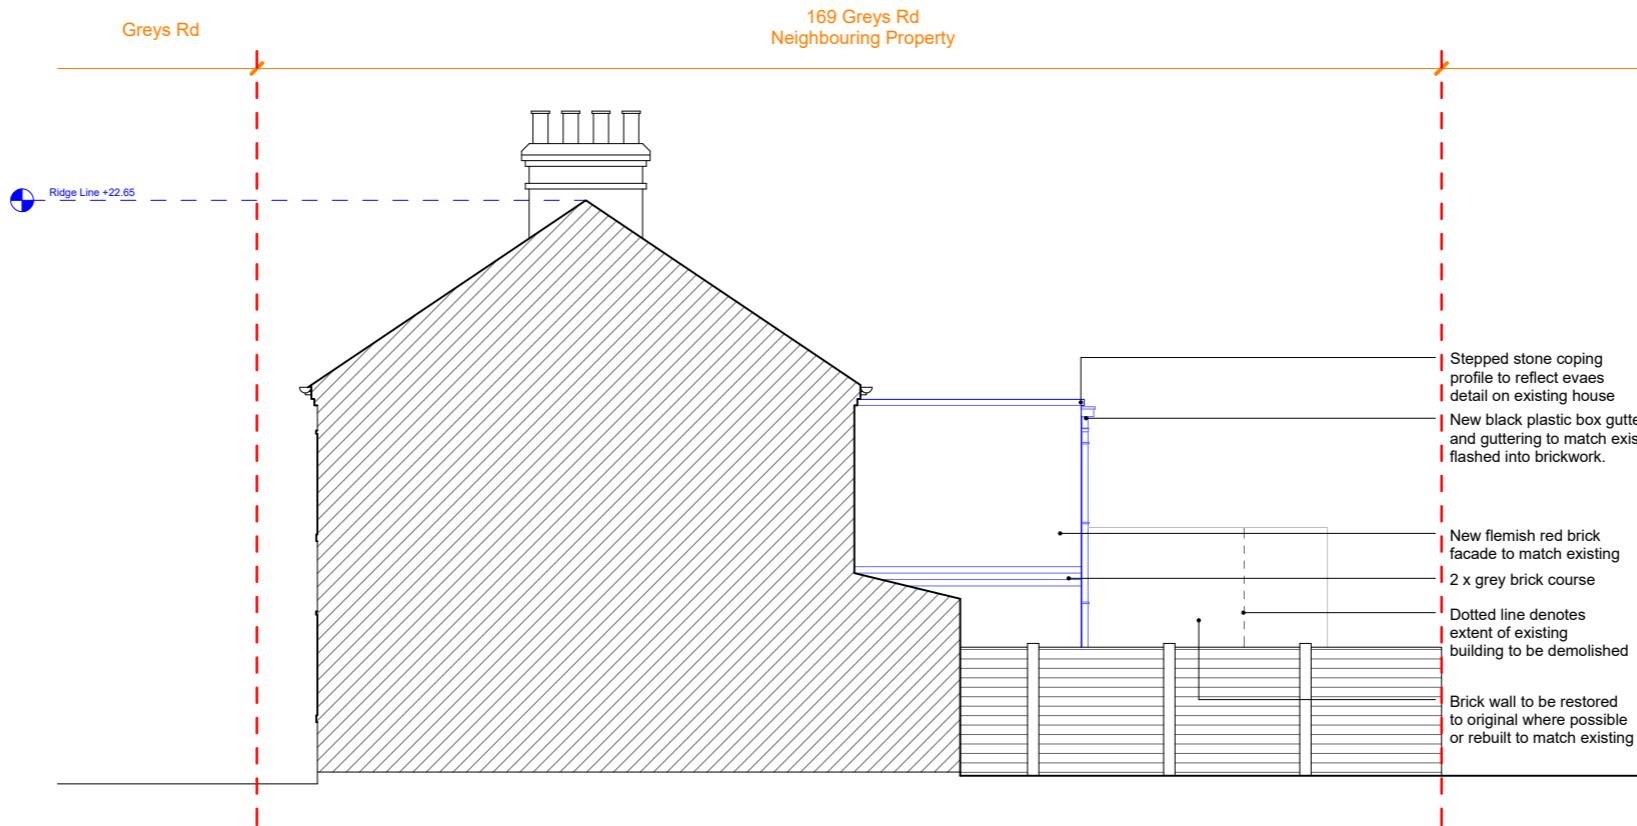 Greys Rd
169 Greys Rd
Neighbouring Property
Ridge Line +22.65
Stepped stone coping
profile to reflect evaes
detail on existing house
New black plastic box gutte
and guttering to match exis
flashed into brickwork.
New flemish red brick
facade to match existing
2 x grey brick course
Dotted line denotes
extent of existing
building to be demolished
Brick wall to be restored
to original where possible
or rebuilt to match existing